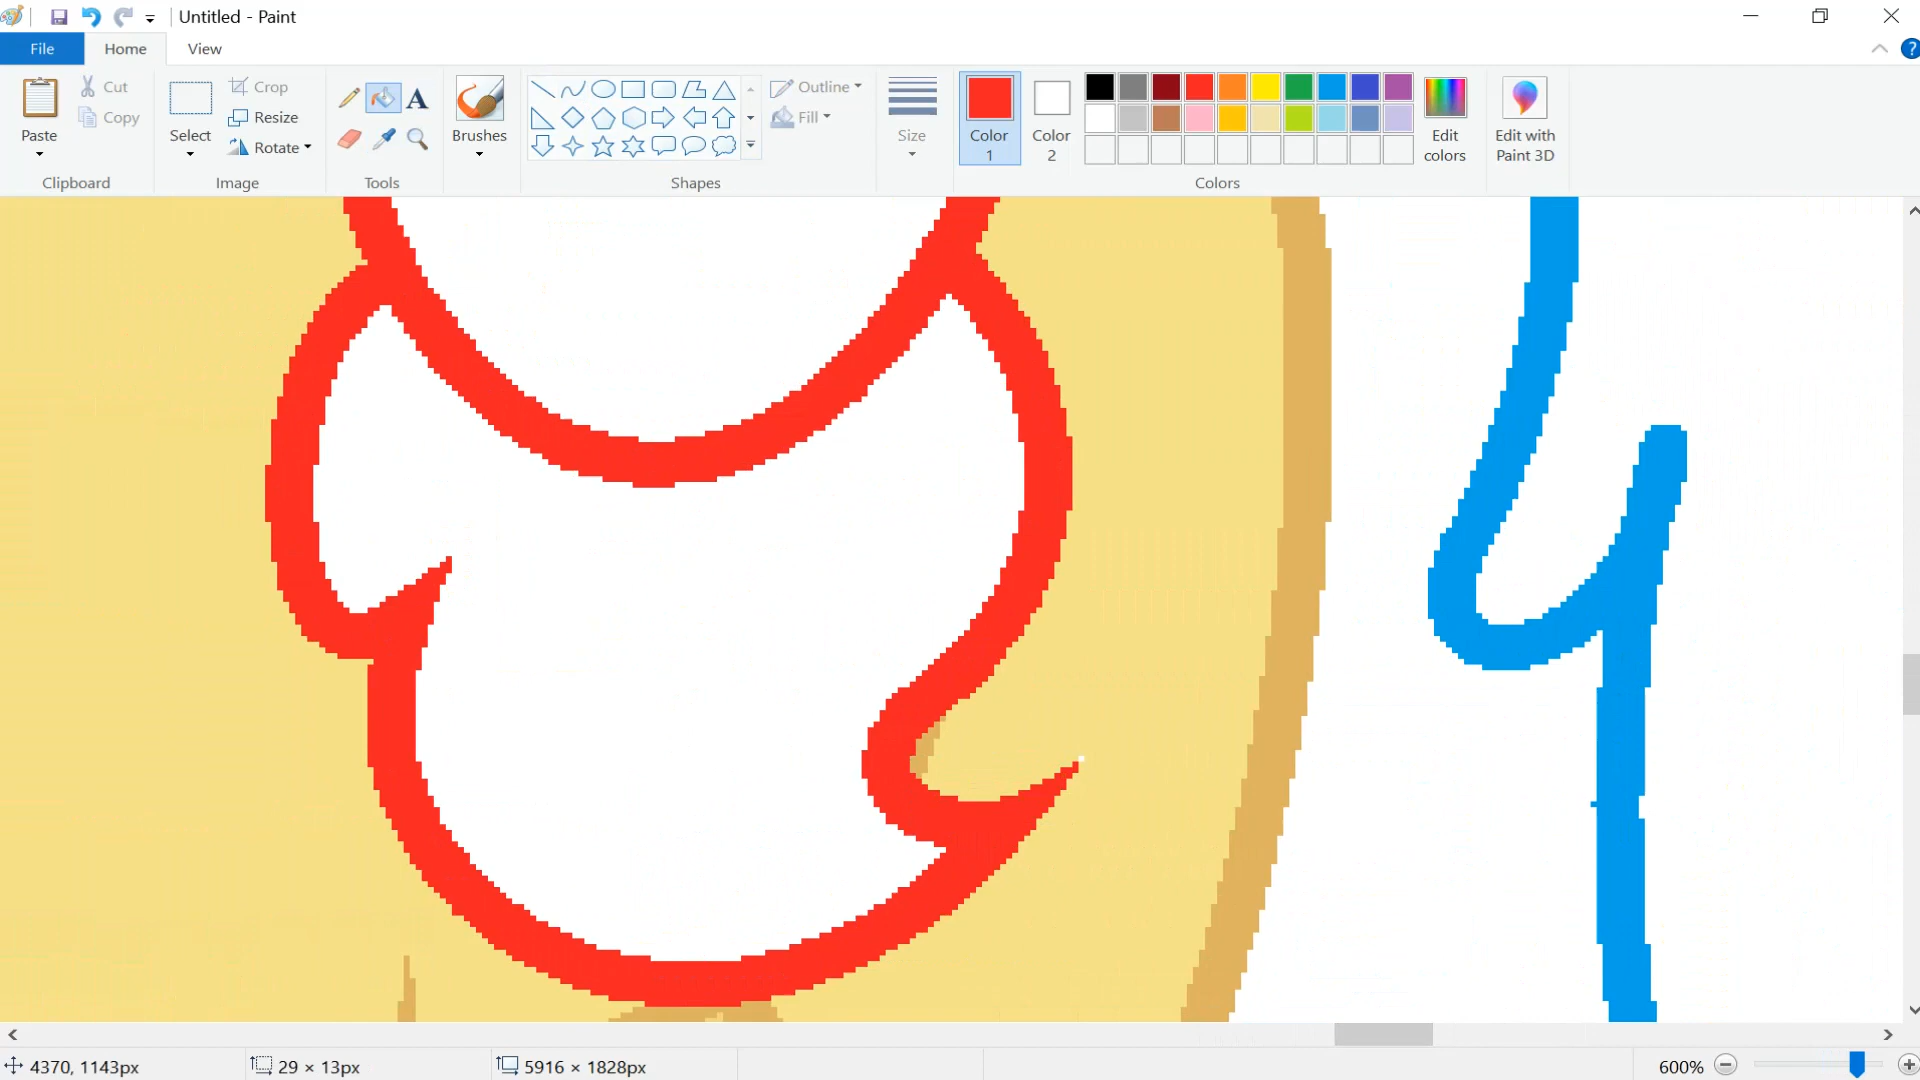 Untitled - Paint
File Home View
Paste Cut Copy
Clipboard
Select Crop Resize Rotate
Image
Tools
Brushes
Shapes
Outline
Fill
Size
Color 1
Color 2
Edit colors
Colors
Edit with Paint 3D
4370, 1143px 29 × 13px 5916 × 1828px 600%